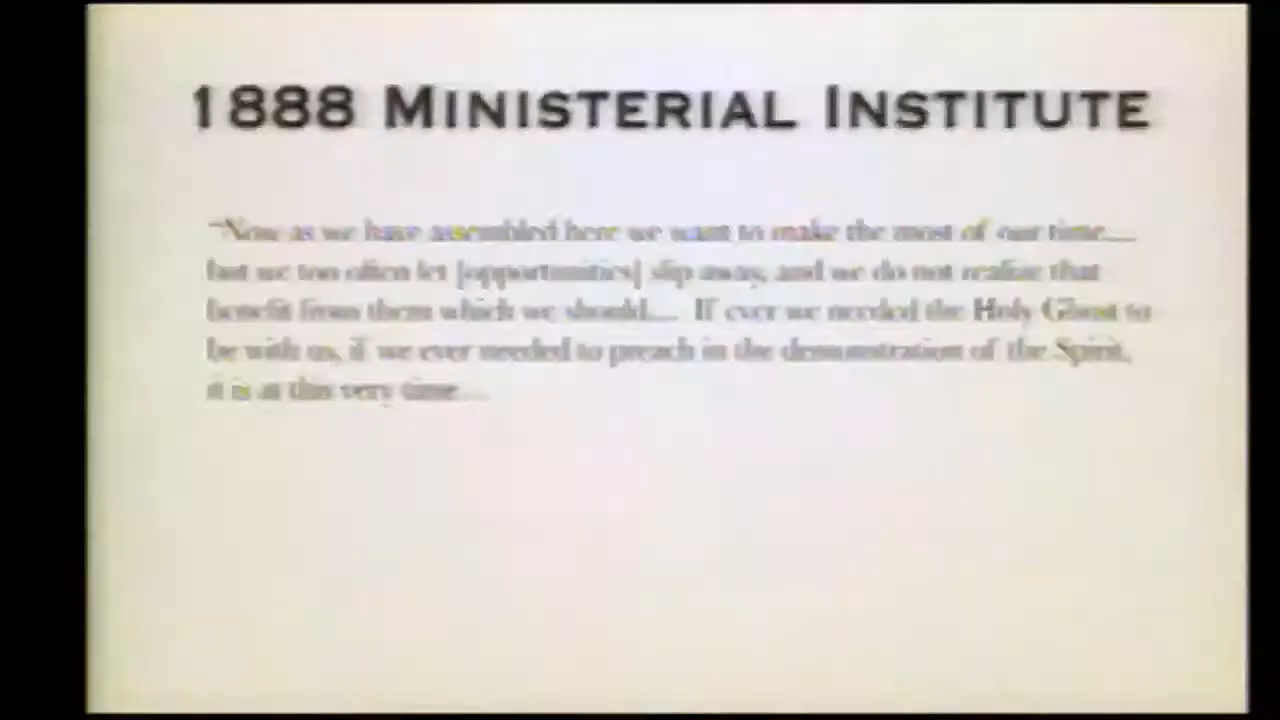 1888 MINISTERIAL INSTITUTE
"Now as we have assembled here we want to make the most of our time....
but we too often let [opportunities] slip away, and we do not realize that
benefit from them which we should.... If ever we needed the Holy Ghost to
be with us, if we ever needed to preach in the demonstration of the Spirit,
it is at this very time....